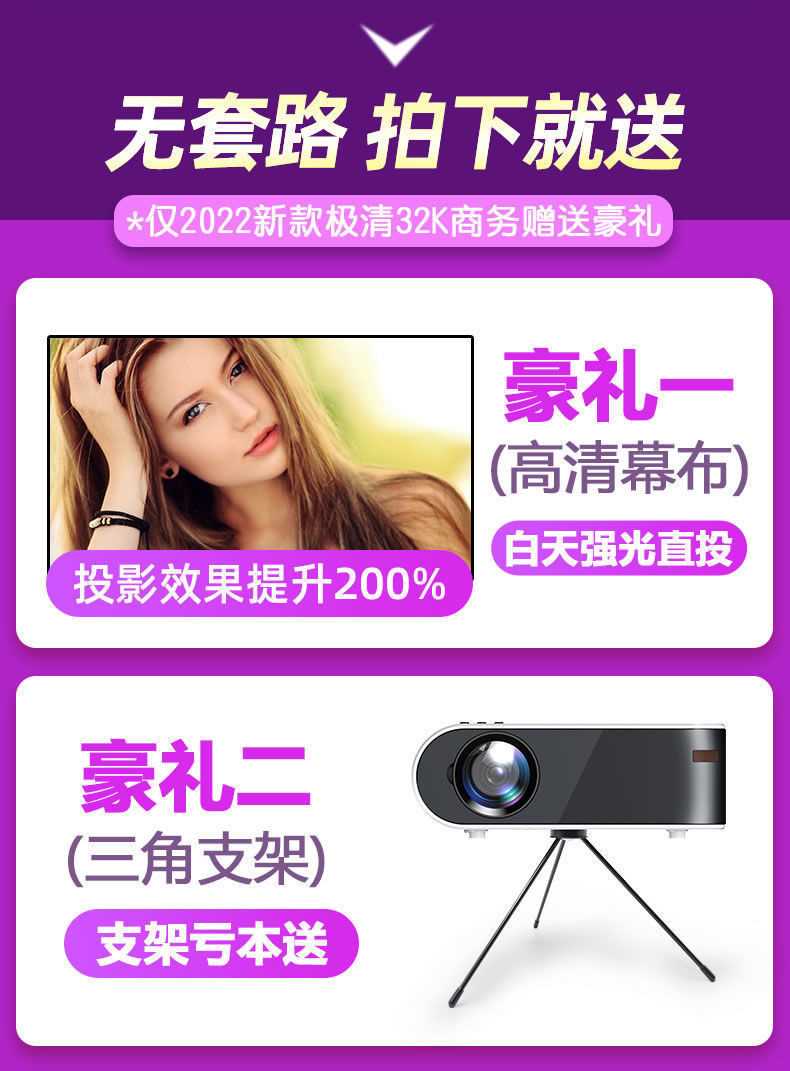 无套路 拍下就送
*仅2022新款极清32K商务赠送豪礼
豪礼一
(高清幕布)
白天强光直投
投影效果提升200%
豪礼二
(三角支架)
支架亏本送